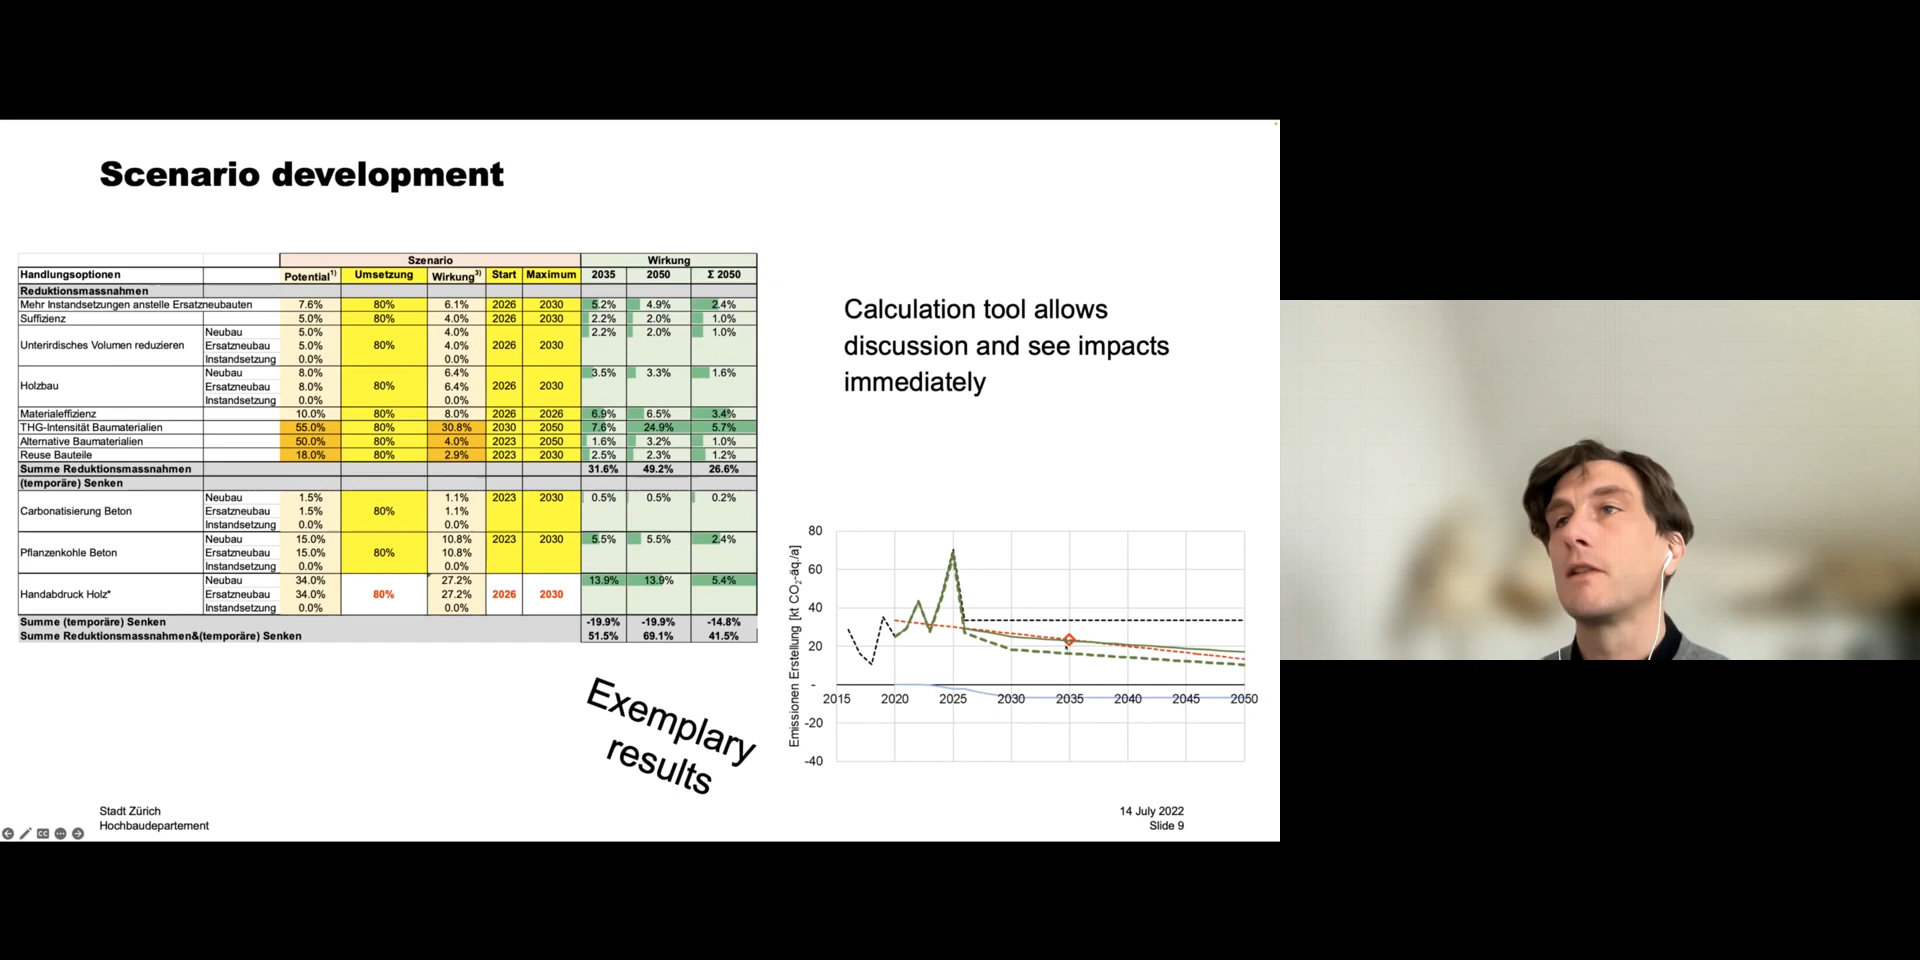 Scenario development
Szenario Wirkung
Handlungsoptionen Potential1) Umsetzung Wirkung3) Start Maximum 2035 2050 Σ 2050
Reduktionsmassnahmen
Mehr Instandsetzungen anstelle Ersatzneubauten 7.6% 80% 6.1% 2026 2030 5.2% 4.9% 2.4%
Suffizienz 5.0% 80% 4.0% 2026 2030 2.2% 2.0% 1.0%
Neubau 5.0% 4.0% 2.2% 2.0% 1.0%
Unterirdisches Volumen reduzieren Ersatzneubau 5.0% 80% 4.0% 2026 2030
Instandsetzung 0.0% 0.0%
Neubau 8.0% 6.4% 3.5% 3.3% 1.6%
Holzbau Ersatzneubau 8.0% 80% 6.4% 2026 2030
Instandsetzung 0.0% 0.0%
Materialeffizienz 10.0% 80% 8.0% 2026 2026 6.9% 6.5% 3.4%
THG-Intensität Baumaterialien 55.0% 80% 30.8% 2030 2050 7.6% 24.9% 5.7%
Alternative Baumaterialien 50.0% 80% 4.0% 2023 2050 1.6% 3.2% 1.0%
Reuse Bauteile 18.0% 80% 2.9% 2023 2030 2.5% 2.3% 1.2%
Summe Reduktionsmassnahmen 31.6% 49.2% 26.6%
(temporäre) Senken
Neubau 1.5% 1.1% 2023 2030 0.5% 0.5% 0.2%
Carbonatisierung Beton Ersatzneubau 1.5% 80% 1.1%
Instandsetzung 0.0% 0.0%
Neubau 15.0% 10.8% 2023 2030 5.5% 5.5% 2.4%
Pflanzenkohle Beton Ersatzneubau 15.0% 80% 10.8%
Instandsetzung 0.0% 0.0%
Neubau 34.0% 27.2% 13.9% 13.9% 5.4%
Handabdruck Holz* Ersatzneubau 34.0% 80% 27.2% 2026 2030
Instandsetzung 0.0% 0.0%
Summe (temporäre) Senken -19.9% -19.9% -14.8%
Summe Reduktionsmassnahmen&(temporäre) Senken 51.5% 69.1% 41.5%
Exemplary
results
Calculation tool allows
discussion and see impacts
immediately
Emissionen Erstellung [kt CO2-äq./a]
80
60
40
20
-
2015 2020 2025 2030 2035 2040 2045 2050
-20
-40
Stadt Zürich
Hochbaudepartement
14 July 2022
Slide 9
CC